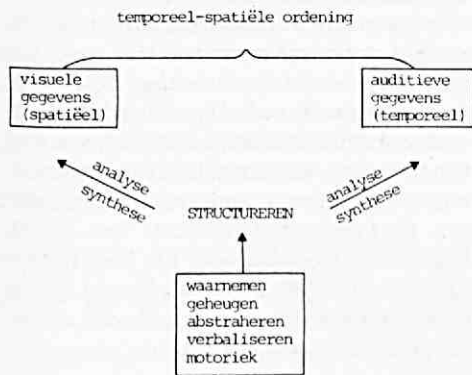 temporeel-spatiële ordening
visuele
gegevens
(spatiëel)
auditieve
gegevens
(temporeel)
analyse
synthese
analyse
synthese
STRUCTUREREN
waarnemen
geheugen
abstraheren
verbaliseren
motoriek